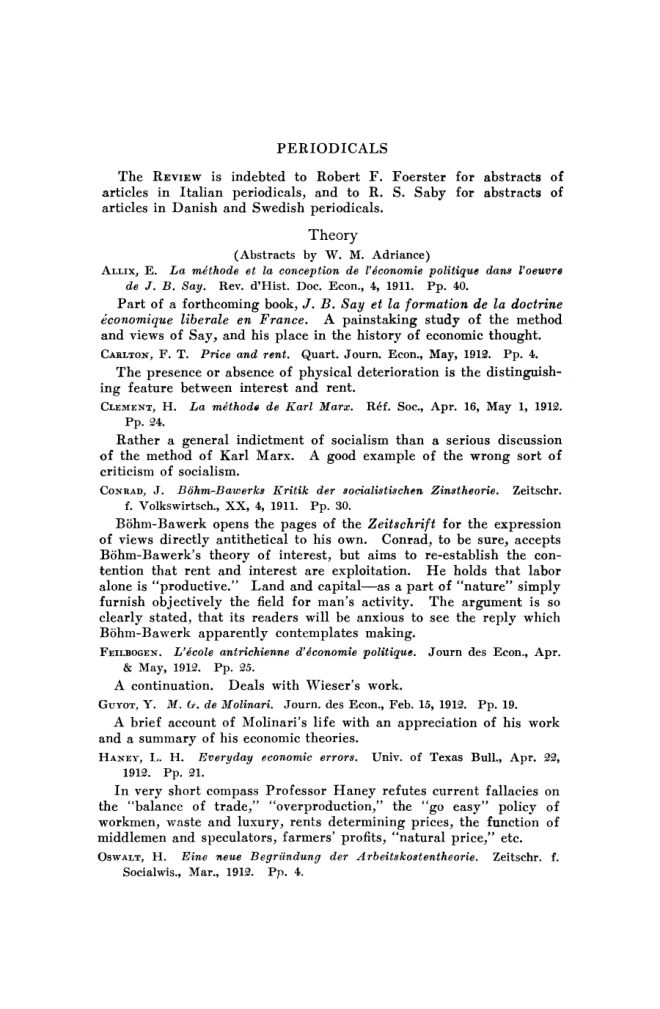 PERIODICALS
The REVIEW is indebted to Robert F. Foerster for abstracts of
articles in Italian periodicals, and to R. S. Saby for abstracts of
articles in Danish and Swedish periodicals.
Theory
(Abstracts by W. M. Adriance)
ALLIX, E. La méthode et la conception de l'économie politique dans l'oeuvre
de J. B. Say. Rev. d'Hist. Doc. Econ., 4, 1911. Pp. 40.
Part of a forthcoming book, J. B. Say et la formation de la doctrine
économique liberale en France. A painstaking study of the method
and views of Say, and his place in the history of economic thought.
CARLTON, F. T. Price and rent. Quart. Journ. Econ., May, 1912. Pp. 4.
The presence or absence of physical deterioration is the distinguish-
ing feature between interest and rent.
CLEMENT, H. La méthode de Karl Marx. Réf. Soc., Apr. 16, May 1, 1912.
Pp. 24.
Rather a general indictment of socialism than a serious discussion
of the method of Karl Marx. A good example of the wrong sort of
criticism of socialism.
CONRAD, J. Böhm-Bawerks Kritik der socialistischen Zinstheorie. Zeitschr.
f. Volkswirtsch., XX, 4, 1911. Pp. 30.
Böhm-Bawerk opens the pages of the Zeitschrift for the expression
of views directly antithetical to his own. Conrad, to be sure, accepts
Böhm-Bawerk's theory of interest, but aims to re-establish the con-
tention that rent and interest are exploitation. He holds that labor
alone is "productive." Land and capital—as a part of "nature" simply
furnish objectively the field for man's activity. The argument is so
clearly stated, that its readers will be anxious to see the reply which
Böhm-Bawerk apparently contemplates making.
FEILBOGEN. L'école antrichienne d'économie politique. Journ des Econ., Apr.
& May, 1912. Pp. 25.
A continuation. Deals with Wieser's work.
GUYOT, Y. M. G. de Molinari. Journ. des Econ., Feb. 15, 1912. Pp. 19.
A brief account of Molinari's life with an appreciation of his work
and a summary of his economic theories.
HANEY, L. H. Everyday economic errors. Univ. of Texas Bull., Apr. 22,
1912. Pp. 21.
In very short compass Professor Haney refutes current fallacies on
the "balance of trade," "overproduction," the "go easy" policy of
workmen, waste and luxury, rents determining prices, the function of
middlemen and speculators, farmers' profits, "natural price," etc.
OSWALT, H. Eine neue Begründung der Arbeitskostentheorie. Zeitschr. f.
Socialwis., Mar., 1912. Pp. 4.